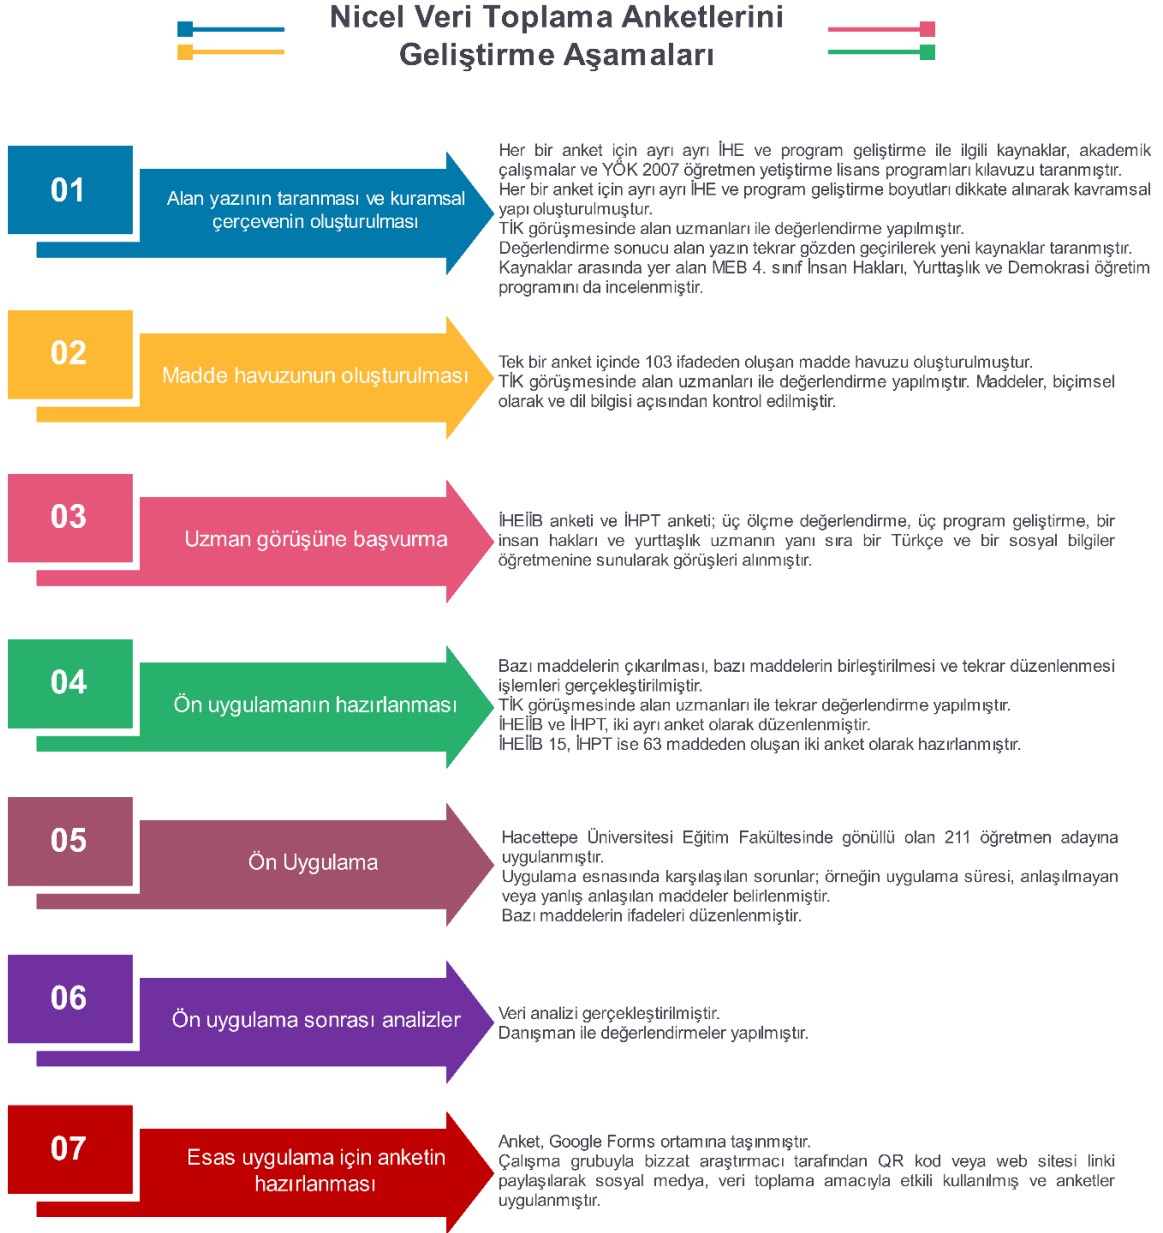 Nicel Veri Toplama Anketlerini
Geliştirme Aşamaları
01
Alan yazının taranması ve kuramsal
çerçevenin oluşturulması
Her bir anket için ayrı ayrı İHE ve program geliştirme ile ilgili kaynaklar, akademik
çalışmalar ve YÖK 2007 öğretmen yetiştirme lisans programları kılavuzu taranmıştır.
Her bir anket için ayrı ayrı İHE ve program geliştirme boyutları dikkate alınarak kavramsal
yapı oluşturulmuştur.
TİK görüşmesinde alan uzmanları ile değerlendirme yapılmıştır.
Değerlendirme sonucu alan yazın tekrar gözden geçirilerek yeni kaynaklar taranmıştır.
Kaynaklar arasında yer alan MEB 4. sınıf İnsan Hakları, Yurttaşlık ve Demokrasi öğretim
programını da incelenmiştir.
02
Madde havuzunun oluşturulması
Tek bir anket içinde 103 ifadeden oluşan madde havuzu oluşturulmuştur.
TİK görüşmesinde alan uzmanları ile değerlendirme yapılmıştır. Maddeler, biçimsel
olarak ve dil bilgisi açısından kontrol edilmiştir.
03
Uzman görüşüne başvurma
İHEİİB anketi ve İHPT anketi; üç ölçme değerlendirme, üç program geliştirme, bir
insan hakları ve yurttaşlık uzmanın yanı sıra bir Türkçe ve bir sosyal bilgiler
öğretmenine sunularak görüşleri alınmıştır.
04
Ön uygulamanın hazırlanması
Bazı maddelerin çıkarılması, bazı maddelerin birleştirilmesi ve tekrar düzenlenmesi
işlemleri gerçekleştirilmiştir.
TİK görüşmesinde alan uzmanları ile tekrar değerlendirme yapılmıştır.
İHEİİB ve İHPT, iki ayrı anket olarak düzenlenmiştir.
İHEİİB 15, İHPT ise 63 maddeden oluşan iki anket olarak hazırlanmıştır.
05
Ön Uygulama
Hacettepe Üniversitesi Eğitim Fakültesinde gönüllü olan 211 öğretmen adayına
uygulanmıştır.
Uygulama esnasında karşılaşılan sorunlar; örneğin uygulama süresi, anlaşılmayan
veya yanlış anlaşılan maddeler belirlenmiştir.
Bazı maddelerin ifadeleri düzenlenmiştir.
06
Ön uygulama sonrası analizler
Veri analizi gerçekleştirilmiştir.
Danışman ile değerlendirmeler yapılmıştır.
07
Esas uygulama için anketin
hazırlanması
Anket, Google Forms ortamına taşınmıştır.
Çalışma grubuyla bizzat araştırmacı tarafından QR kod veya web sitesi linki
paylaşılarak sosyal medya, veri toplama amacıyla etkili kullanılmış ve anketler
uygulanmıştır.